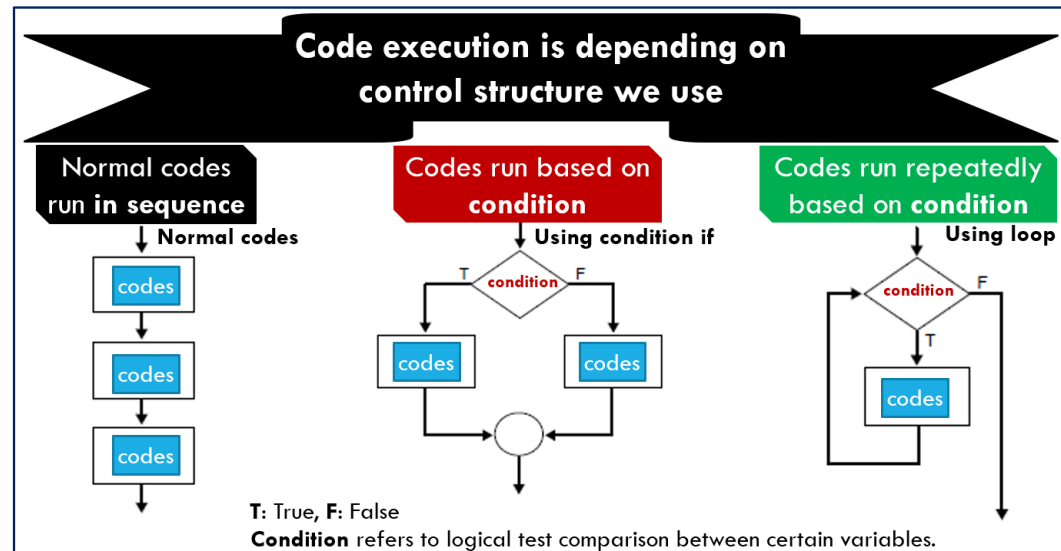 Code execution is depending on
control structure we use
Normal codes
run in sequence
Normal codes
codes
codes
codes
Codes run based on
condition
Using condition if
T
condition
F
codes
codes
Codes run repeatedly
based on condition
Using loop
condition
F
T
codes
T: True, F: False
Condition refers to logical test comparison between certain variables.